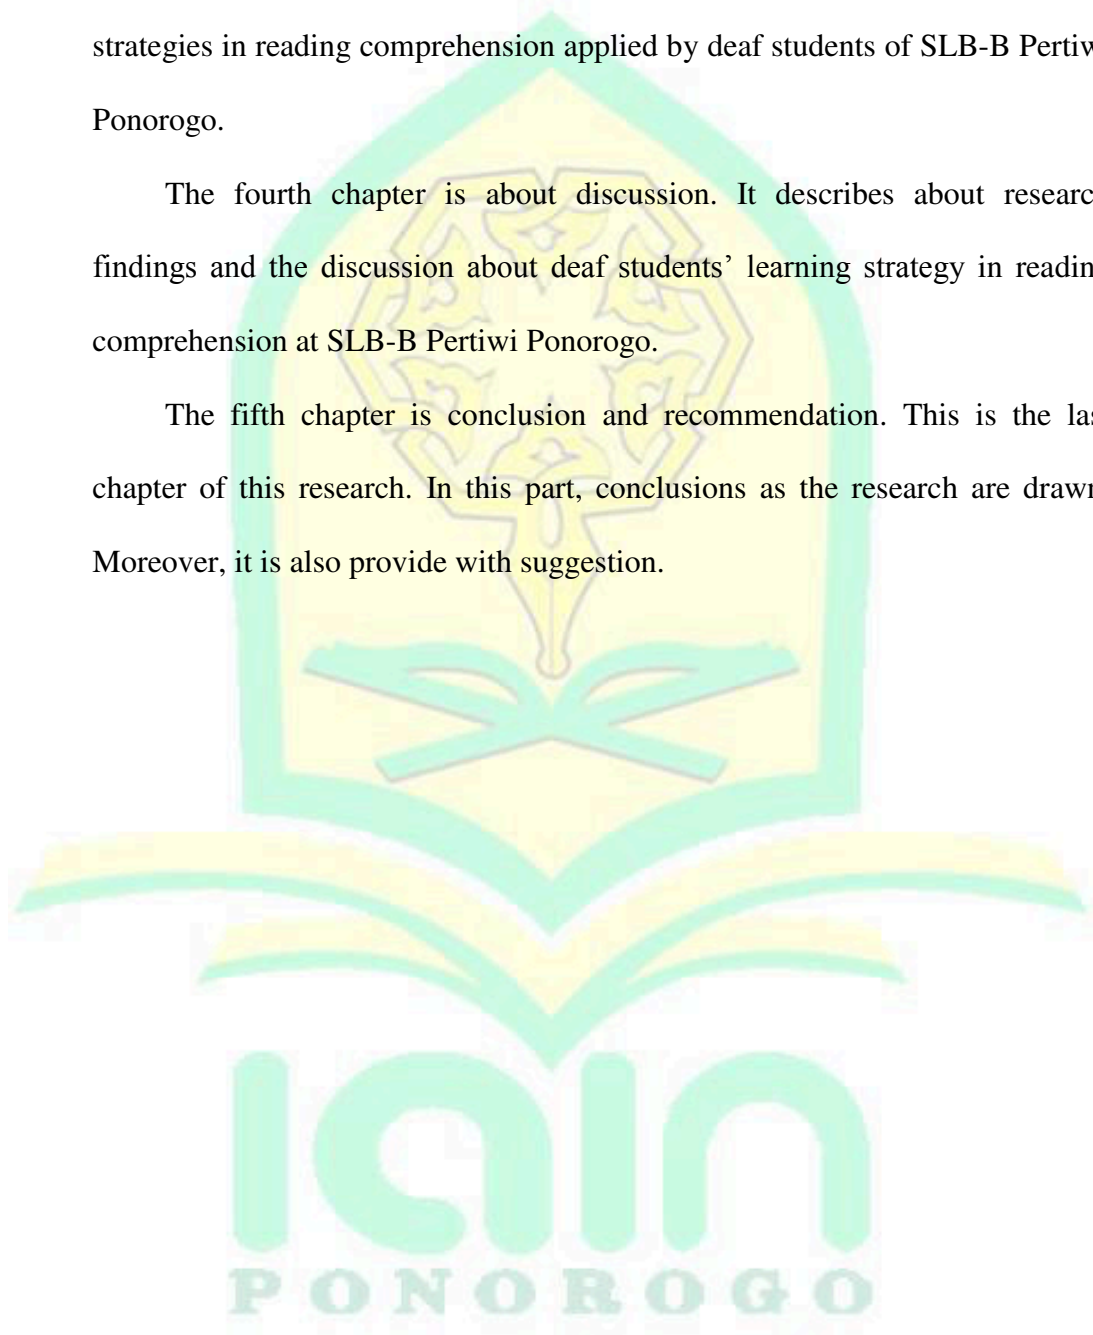 strategies in reading comprehension applied by deaf students of SLB-B Pertiw
Ponorogo.
The fourth chapter is about discussion. It describes about researc
findings and the discussion about deaf students’ learning strategy in readin
comprehension at SLB-B Pertiwi Ponorogo.
The fifth chapter is conclusion and recommendation. This is the las
chapter of this research. In this part, conclusions as the research are drawn
Moreover, it is also provide with suggestion.
iain
PONOROGO